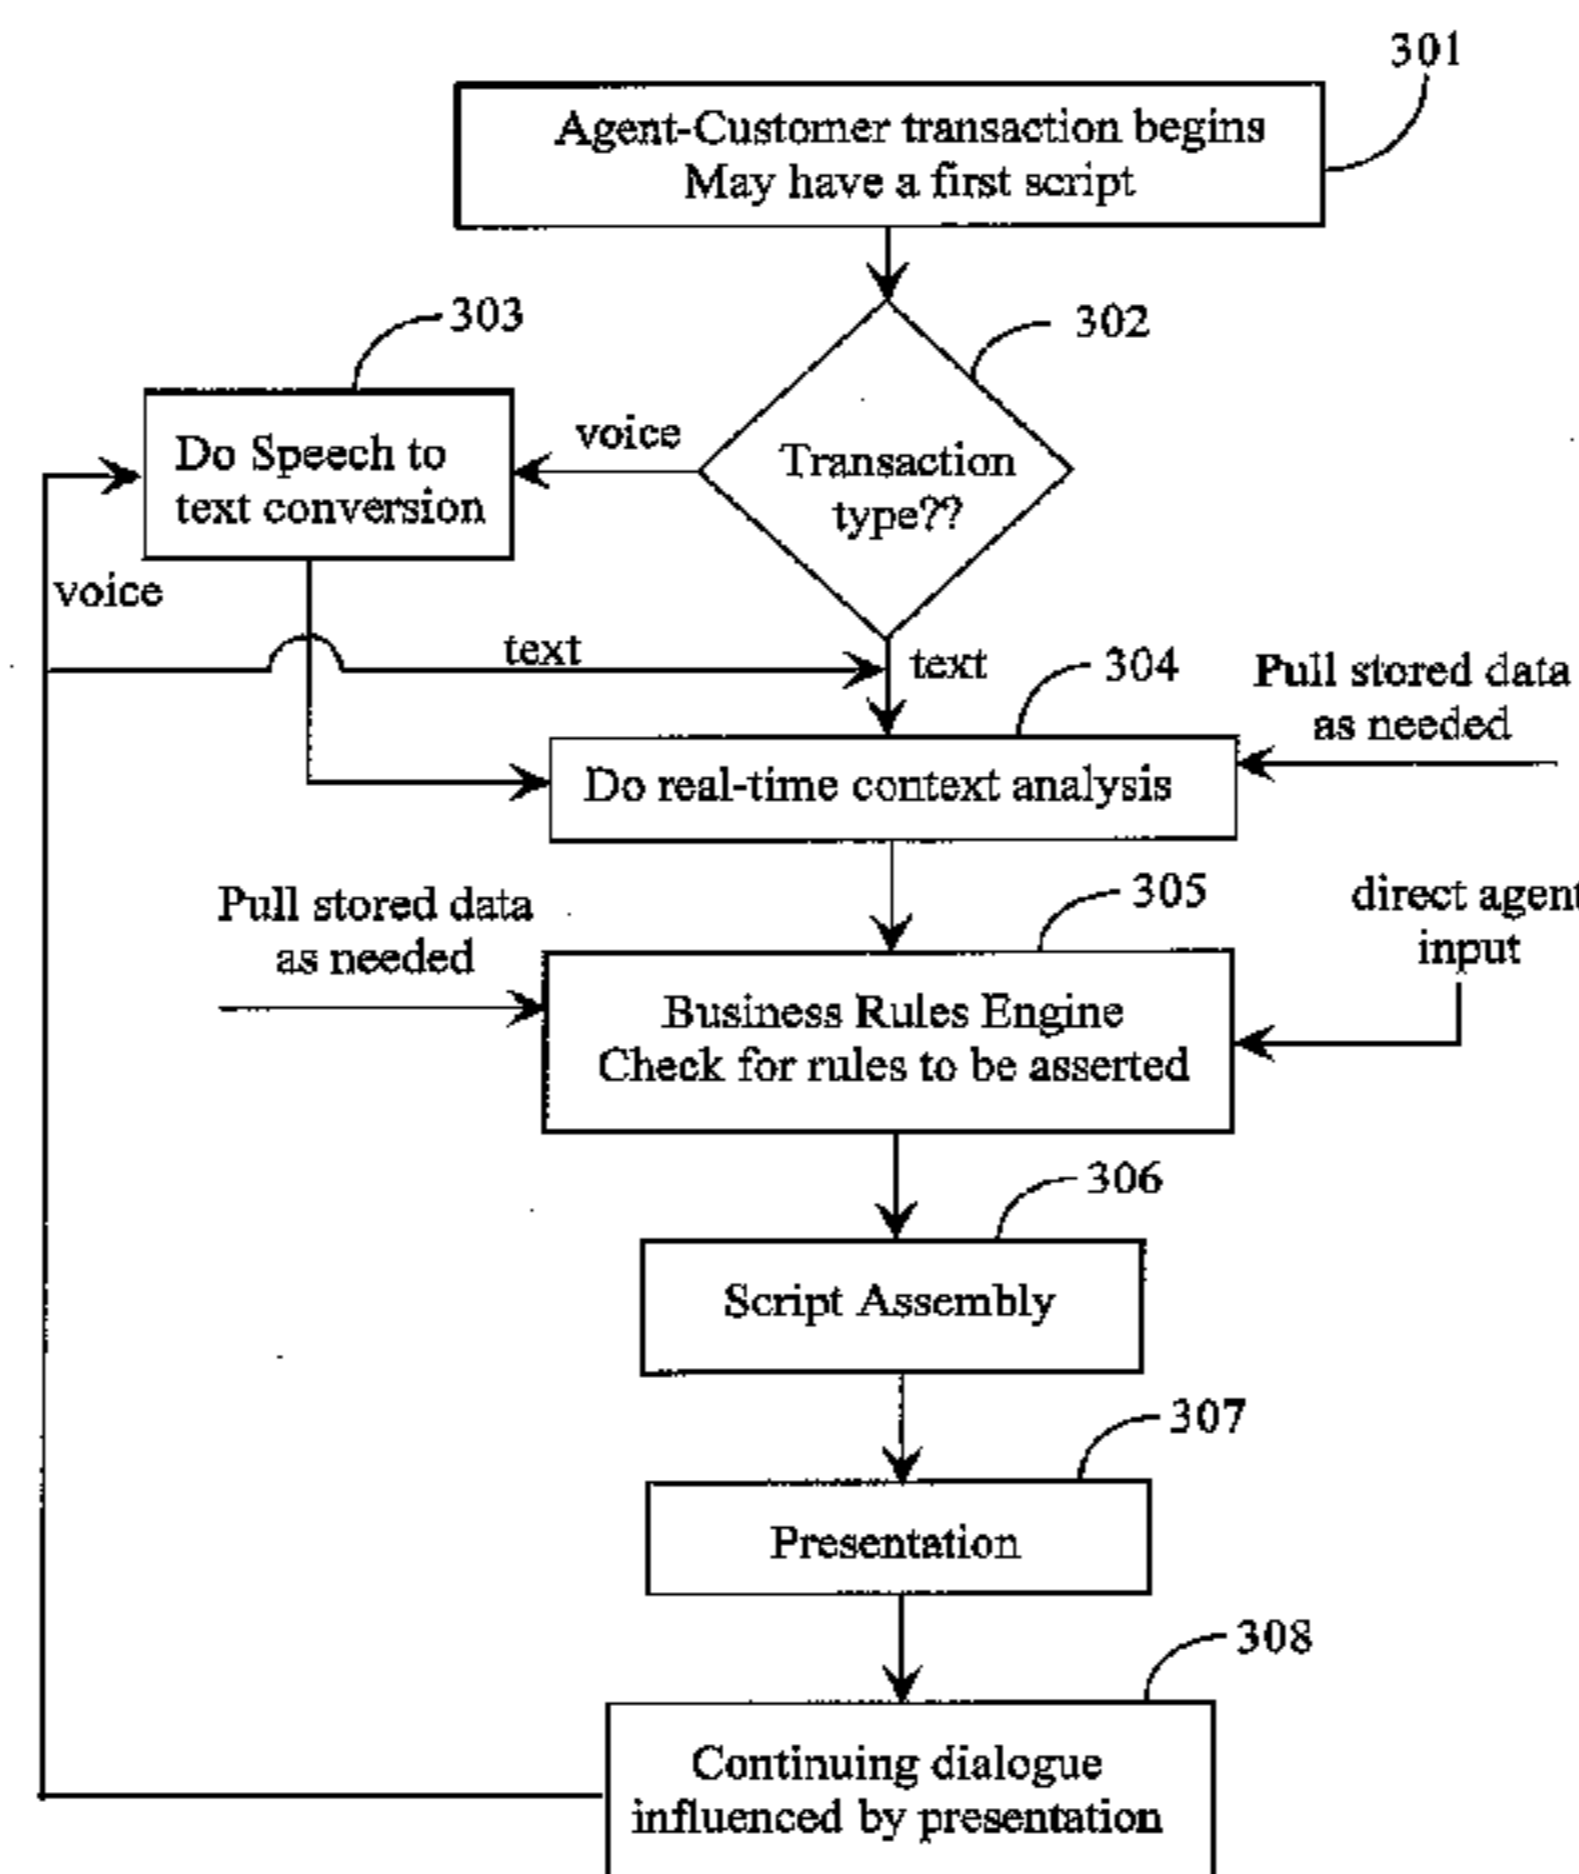 301
Agent-Customer transaction begins
May have a first script
303
302
Do Speech to
text conversion
voice
Transaction
type??
voice
text
text
304
Pull stored data
as needed
Do real-time context analysis
Pull stored data
as needed
305
direct agent
input
Business Rules Engine
Check for rules to be asserted
306
Script Assembly
307
Presentation
308
Continuing dialogue
influenced by presentation